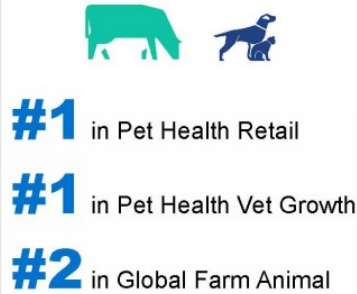 #1 in Pet Health Retail
#1 in Pet Health Vet Growth
#2 in Global Farm Animal